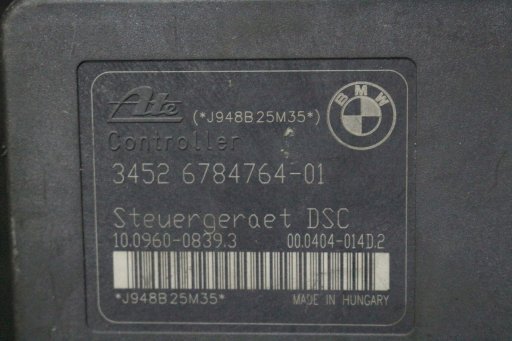 Ate (*J948B25M35*) BMW
Controller
3452 6784764-01
Steuergeraet DSC
10.0960-0839.3 00.0404-014D.2
*J948B25M35* MADE IN HUNGARY